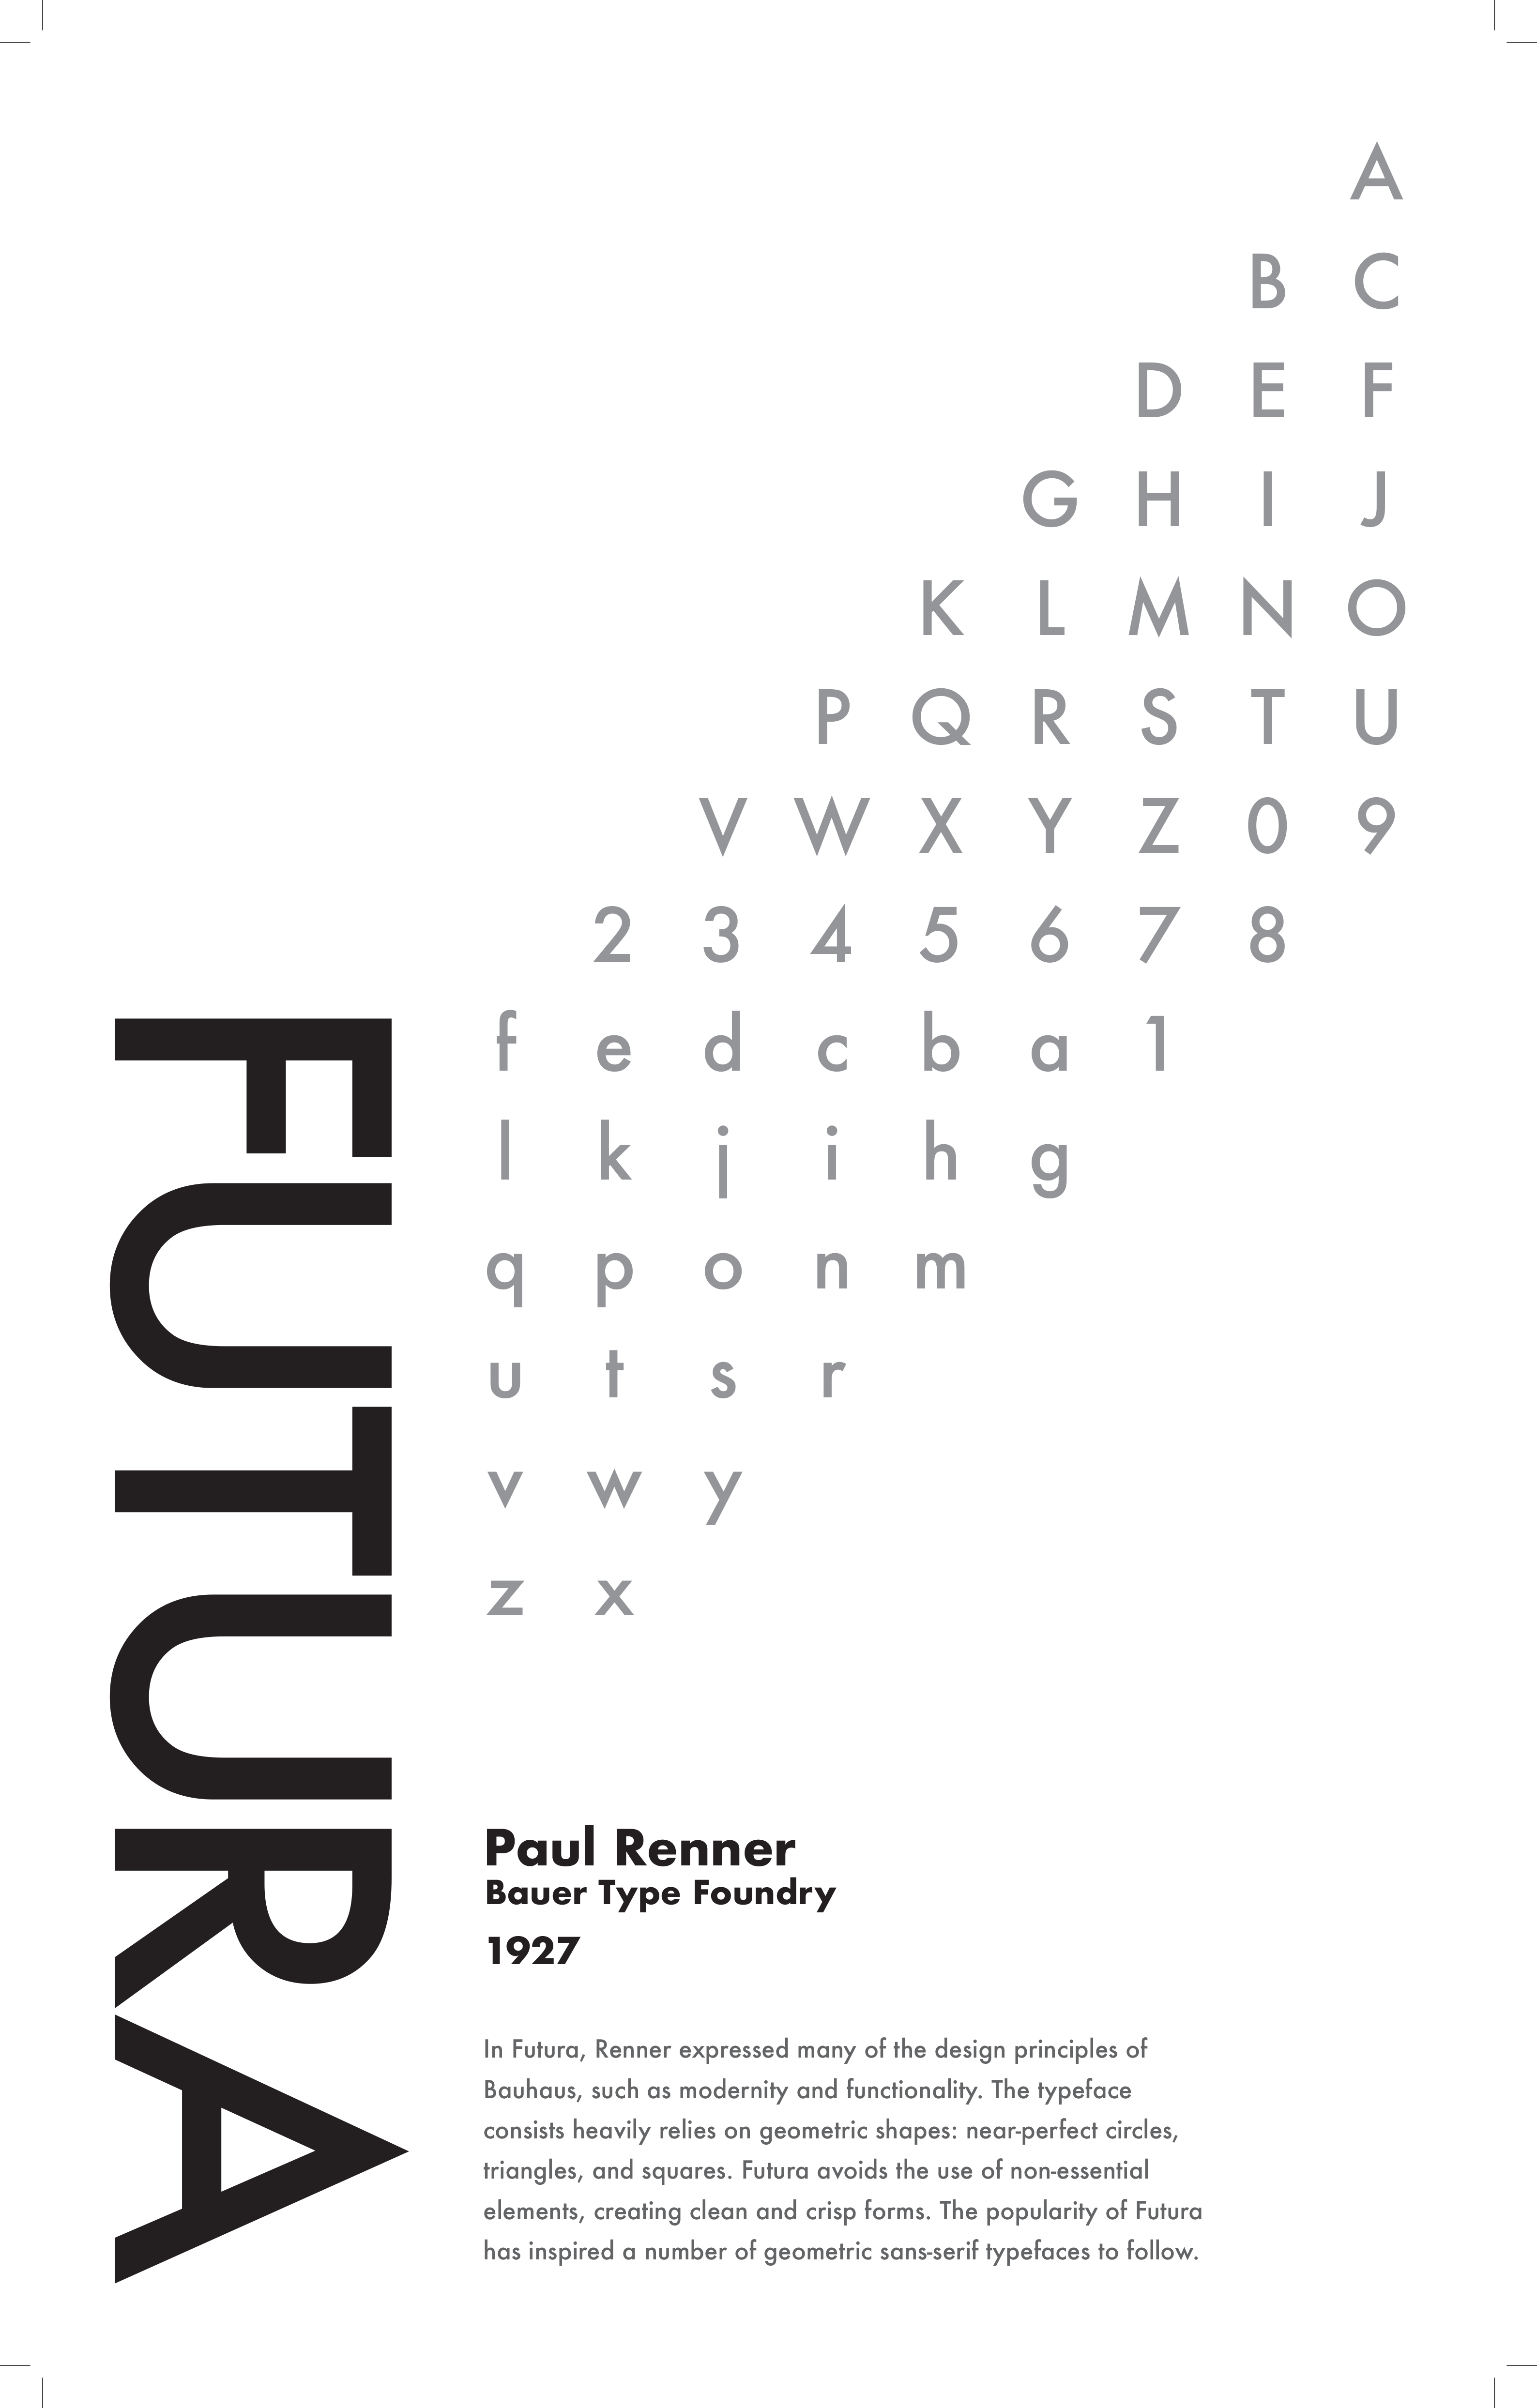 A
B C
D E F
G H I J
K L M N O
P Q R S T U
V W X Y Z 0 9
2 3 4 5 6 7 8
f e d c b a 1
l k j i h g
q p o n m
u t s r
v w y
z x
FUTURA
Paul Renner
Bauer Type Foundry
1927
In Futura, Renner expressed many of the design principles of
Bauhaus, such as modernity and functionality. The typeface
consists heavily relies on geometric shapes: near-perfect circles,
triangles, and squares. Futura avoids the use of non-essential
elements, creating clean and crisp forms. The popularity of Futura
has inspired a number of geometric sans-serif typefaces to follow.